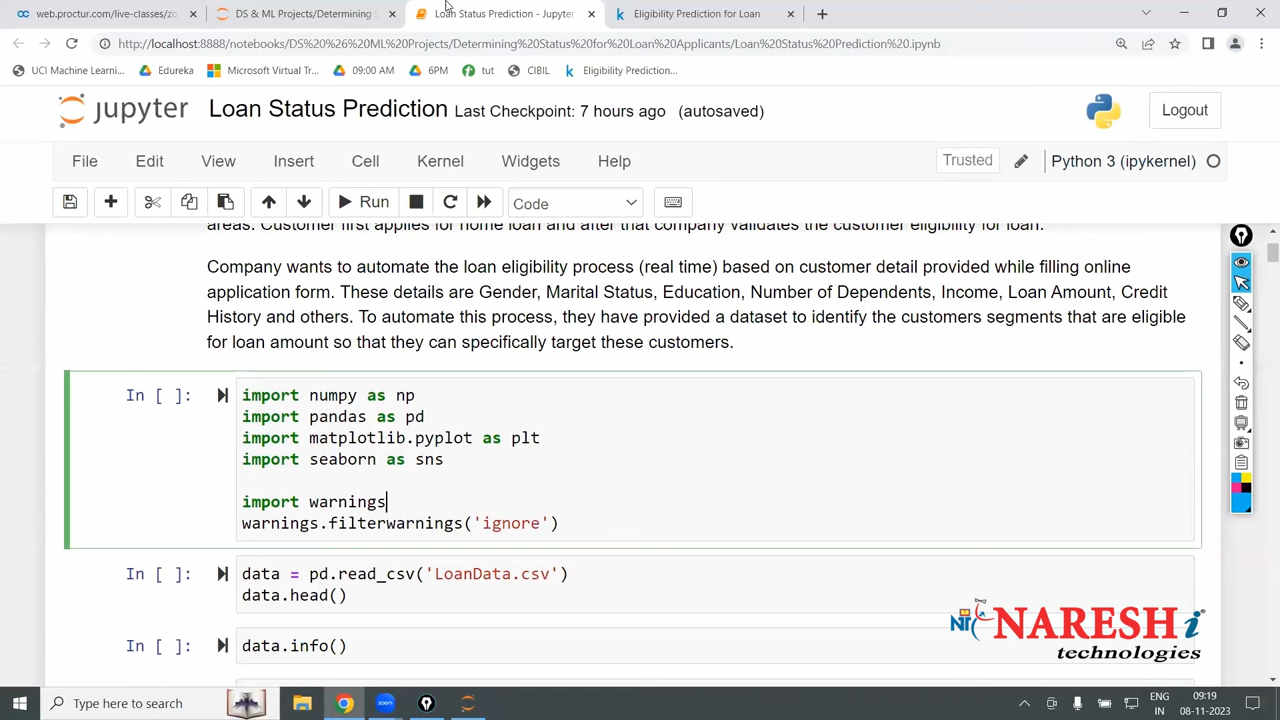 web.proctur.com/live-classes/zo
DS & ML Projects/Determining S
Loan Status Prediction - Jupyter
Eligibility Prediction for Loan
http://localhost:8888/notebooks/DS%20%26%20ML%20Projects/Determining%20Status%20for%20Loan%20Applicants/Loan%20Status%20Prediction%20.ipynb
UCI Machine Learni...
Edureka
Microsoft Virtual Tr...
09:00 AM
6PM
tut
CIBIL
Eligibility Prediction...
jupyter
Loan Status Prediction Last Checkpoint: 7 hours ago (autosaved)
Logout
File Edit View Insert Cell Kernel Widgets Help
Trusted
Python 3 (ipykernel)
Run
Code
areas. Customer first applies for home loan and after that company validates the customer eligibility for loan.
Company wants to automate the loan eligibility process (real time) based on customer detail provided while filling online
application form. These details are Gender, Marital Status, Education, Number of Dependents, Income, Loan Amount, Credit
History and others. To automate this process, they have provided a dataset to identify the customers segments that are eligible
for loan amount so that they can specifically target these customers.
In [ ]:
import numpy as np
import pandas as pd
import matplotlib.pyplot as plt
import seaborn as sns
import warnings
warnings.filterwarnings('ignore')
In [ ]:
data = pd.read_csv('LoanData.csv')
data.head()
In [ ]:
data.info()
NARESH i
technologies
Type here to search
ENG
IN
09:19
08-11-2023